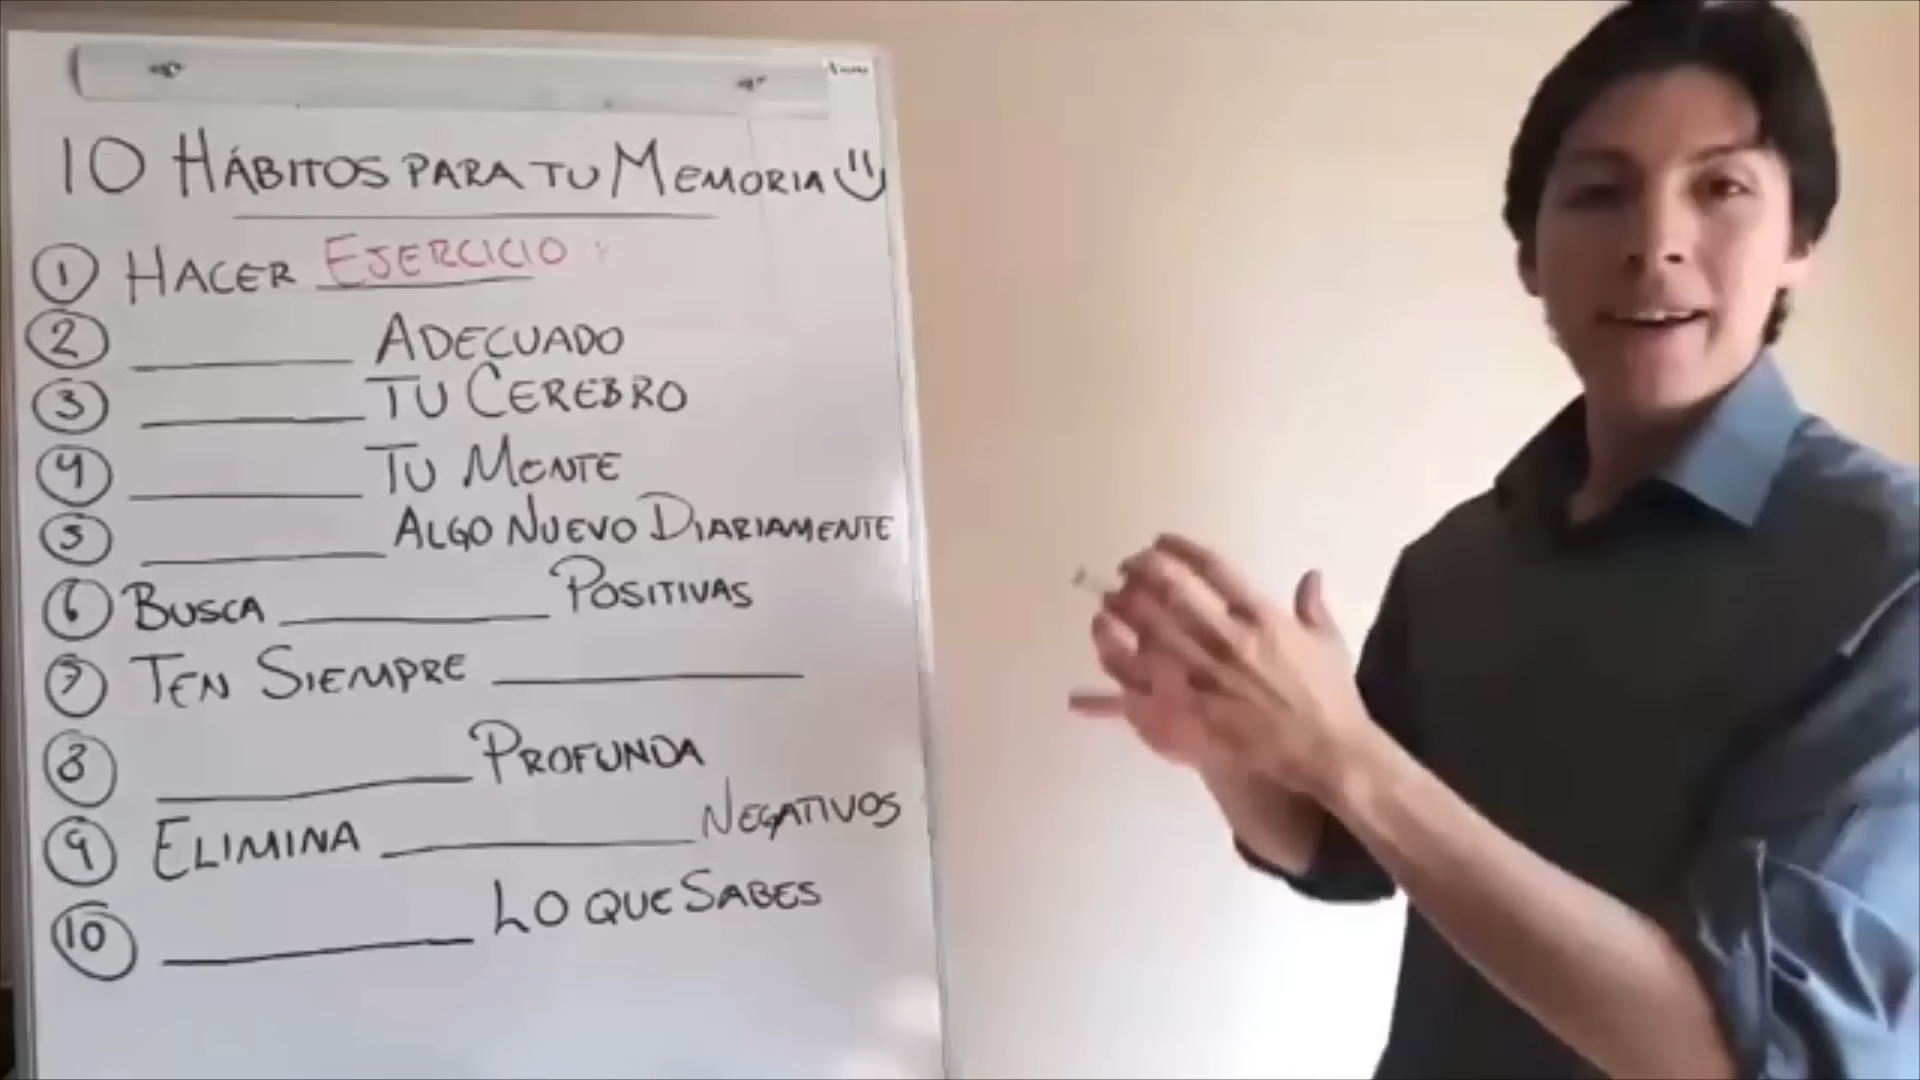 10 HÁBITOS PARA TU MEMORIA
1 HACER EJERCICIO
2 ADECUADO
3 TU CEREBRO
4 TU MENTE
5 ALGO NUEVO DIARIAMENTE
6 BUSCA POSITIVAS
7 TEN SIEMPRE
8 PROFUNDA
9 ELIMINA NEGATIVOS
10 LO QUE SABES